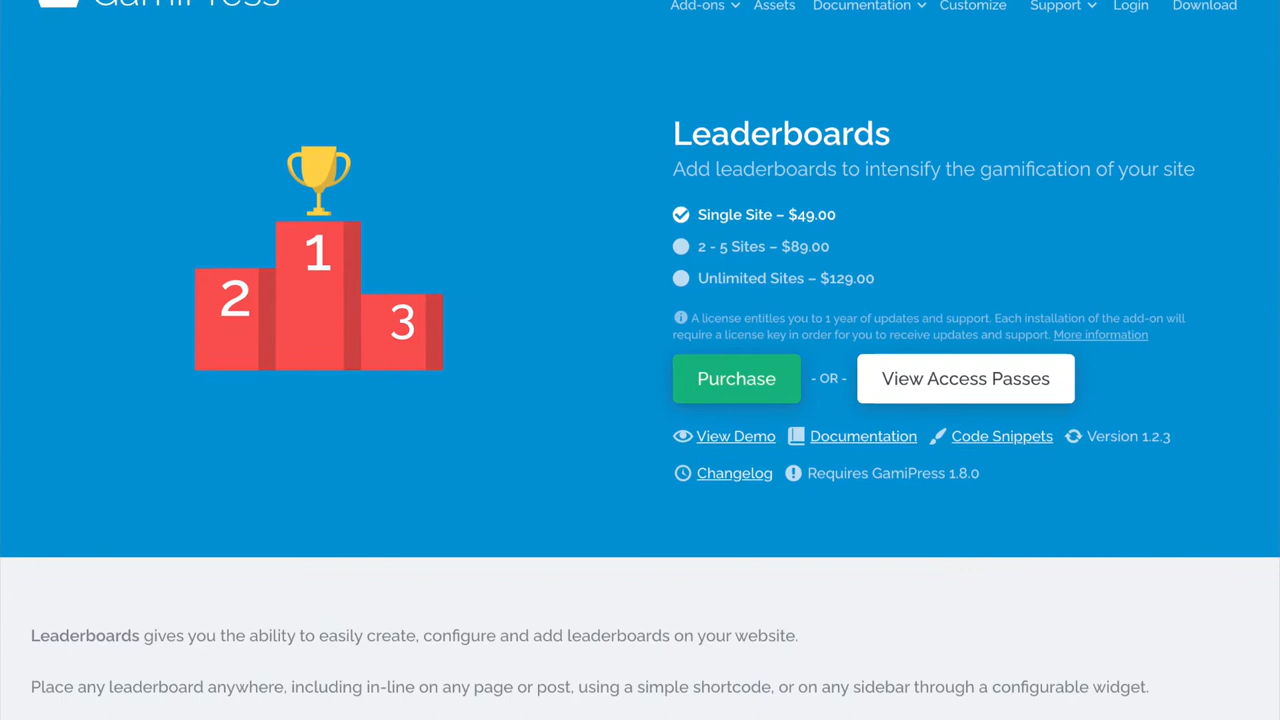 GamiPress
Add-ons Assets Documentation Customize Support Login Download
Leaderboards
Add leaderboards to intensify the gamification of your site
Single Site – $49.00
2 - 5 Sites – $89.00
Unlimited Sites – $129.00
A license entitles you to 1 year of updates and support. Each installation of the add-on will
require a license key in order for you to receive updates and support. More information
Purchase - OR - View Access Passes
View Demo Documentation Code Snippets Version 1.2.3
Changelog Requires GamiPress 1.8.0
1
2
3
Leaderboards gives you the ability to easily create, configure and add leaderboards on your website.
Place any leaderboard anywhere, including in-line on any page or post, using a simple shortcode, or on any sidebar through a configurable widget.